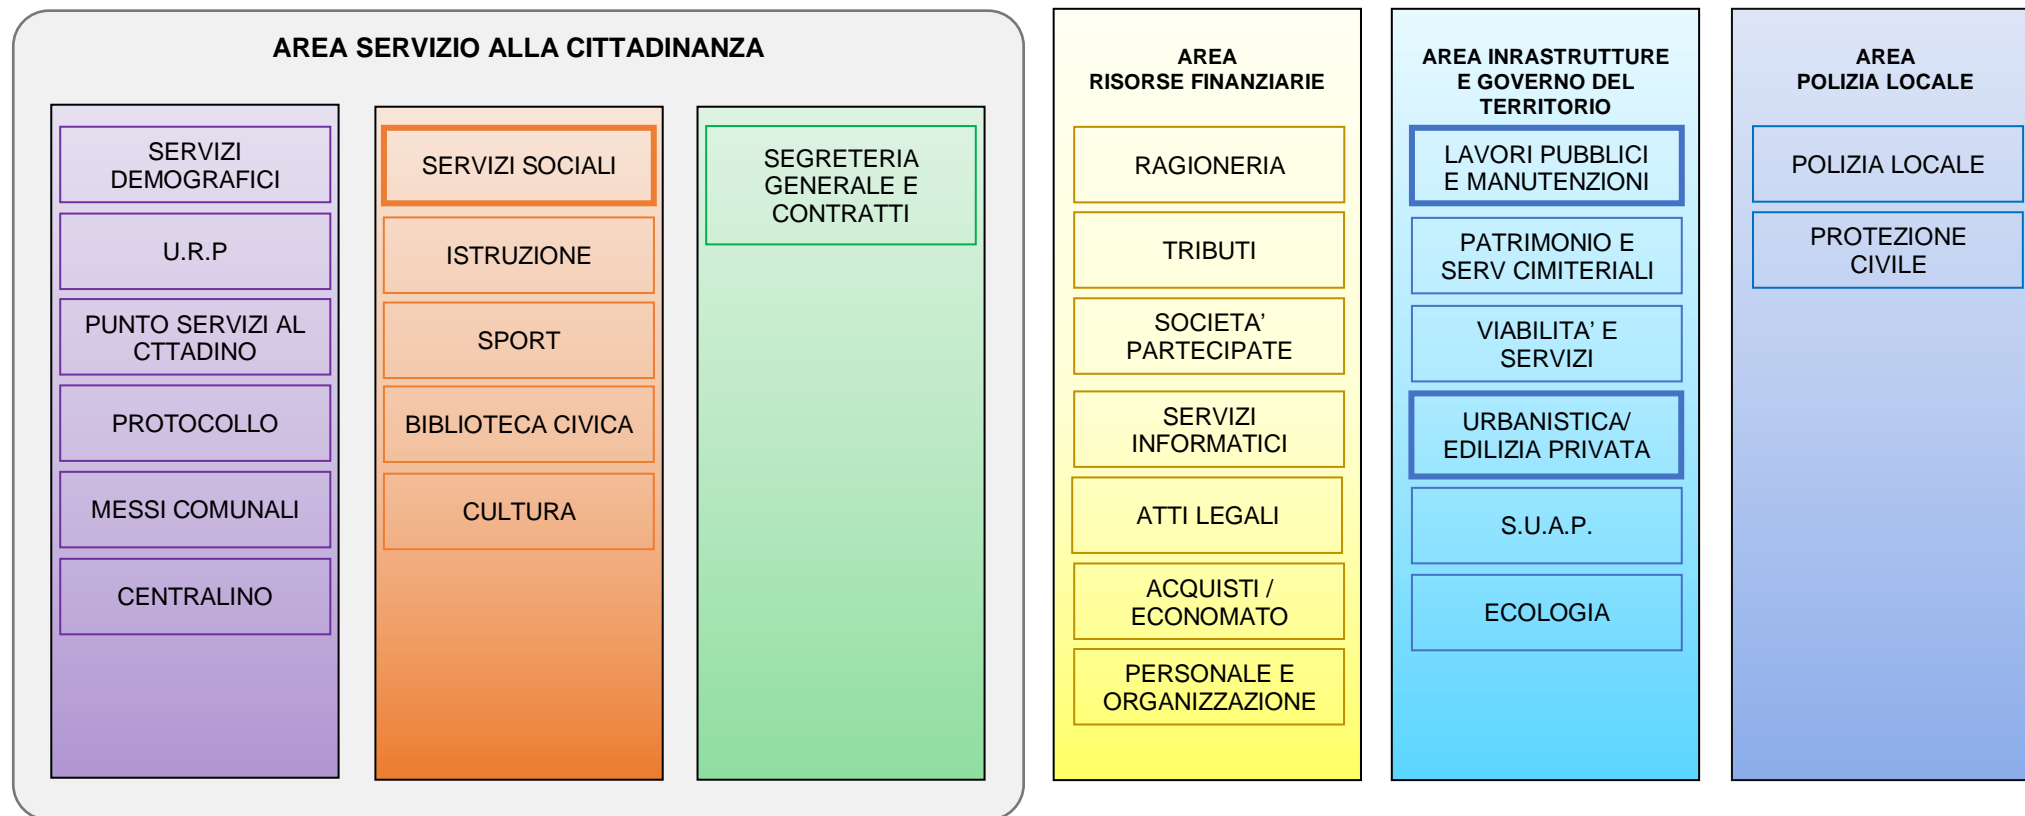 AREA SERVIZIO ALLA CITTADINANZA
SERVIZI
DEMOGRAFICI
U.R.P
PUNTO SERVIZI AL
CTTADINO
PROTOCOLLO
MESSI COMUNALI
CENTRALINO
SERVIZI SOCIALI
ISTRUZIONE
SPORT
BIBLIOTECA CIVICA
CULTURA
SEGRETERIA
GENERALE E
CONTRATTI
AREA
RISORSE FINANZIARIE
RAGIONERIA
TRIBUTI
SOCIETA’
PARTECIPATE
SERVIZI
INFORMATICI
ATTI LEGALI
ACQUISTI /
ECONOMATO
PERSONALE E
ORGANIZZAZIONE
AREA INRASTRUTTURE
E GOVERNO DEL
TERRITORIO
LAVORI PUBBLICI
E MANUTENZIONI
PATRIMONIO E
SERV CIMITERIALI
VIABILITA’ E
SERVIZI
URBANISTICA/
EDILIZIA PRIVATA
S.U.A.P.
ECOLOGIA
AREA
POLIZIA LOCALE
POLIZIA LOCALE
PROTEZIONE
CIVILE